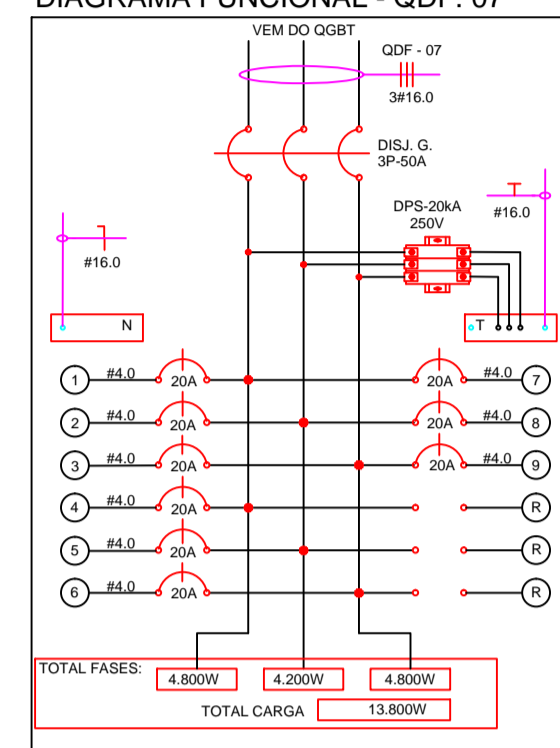 DIAGRAMA FUNCIONAL - QDF: 07
VEM DO QGBT
QDF - 07
3#16.0
DISJ. G.
3P-50A
DPS-20kA
250V
#16.0
#16.0
N
T
1 #4.0 20A 20A #4.0 7
2 #4.0 20A 20A #4.0 8
3 #4.0 20A 20A #4.0 9
4 #4.0 20A R
5 #4.0 20A R
6 #4.0 20A R
TOTAL FASES:
4.800W 4.200W 4.800W
TOTAL CARGA 13.800W